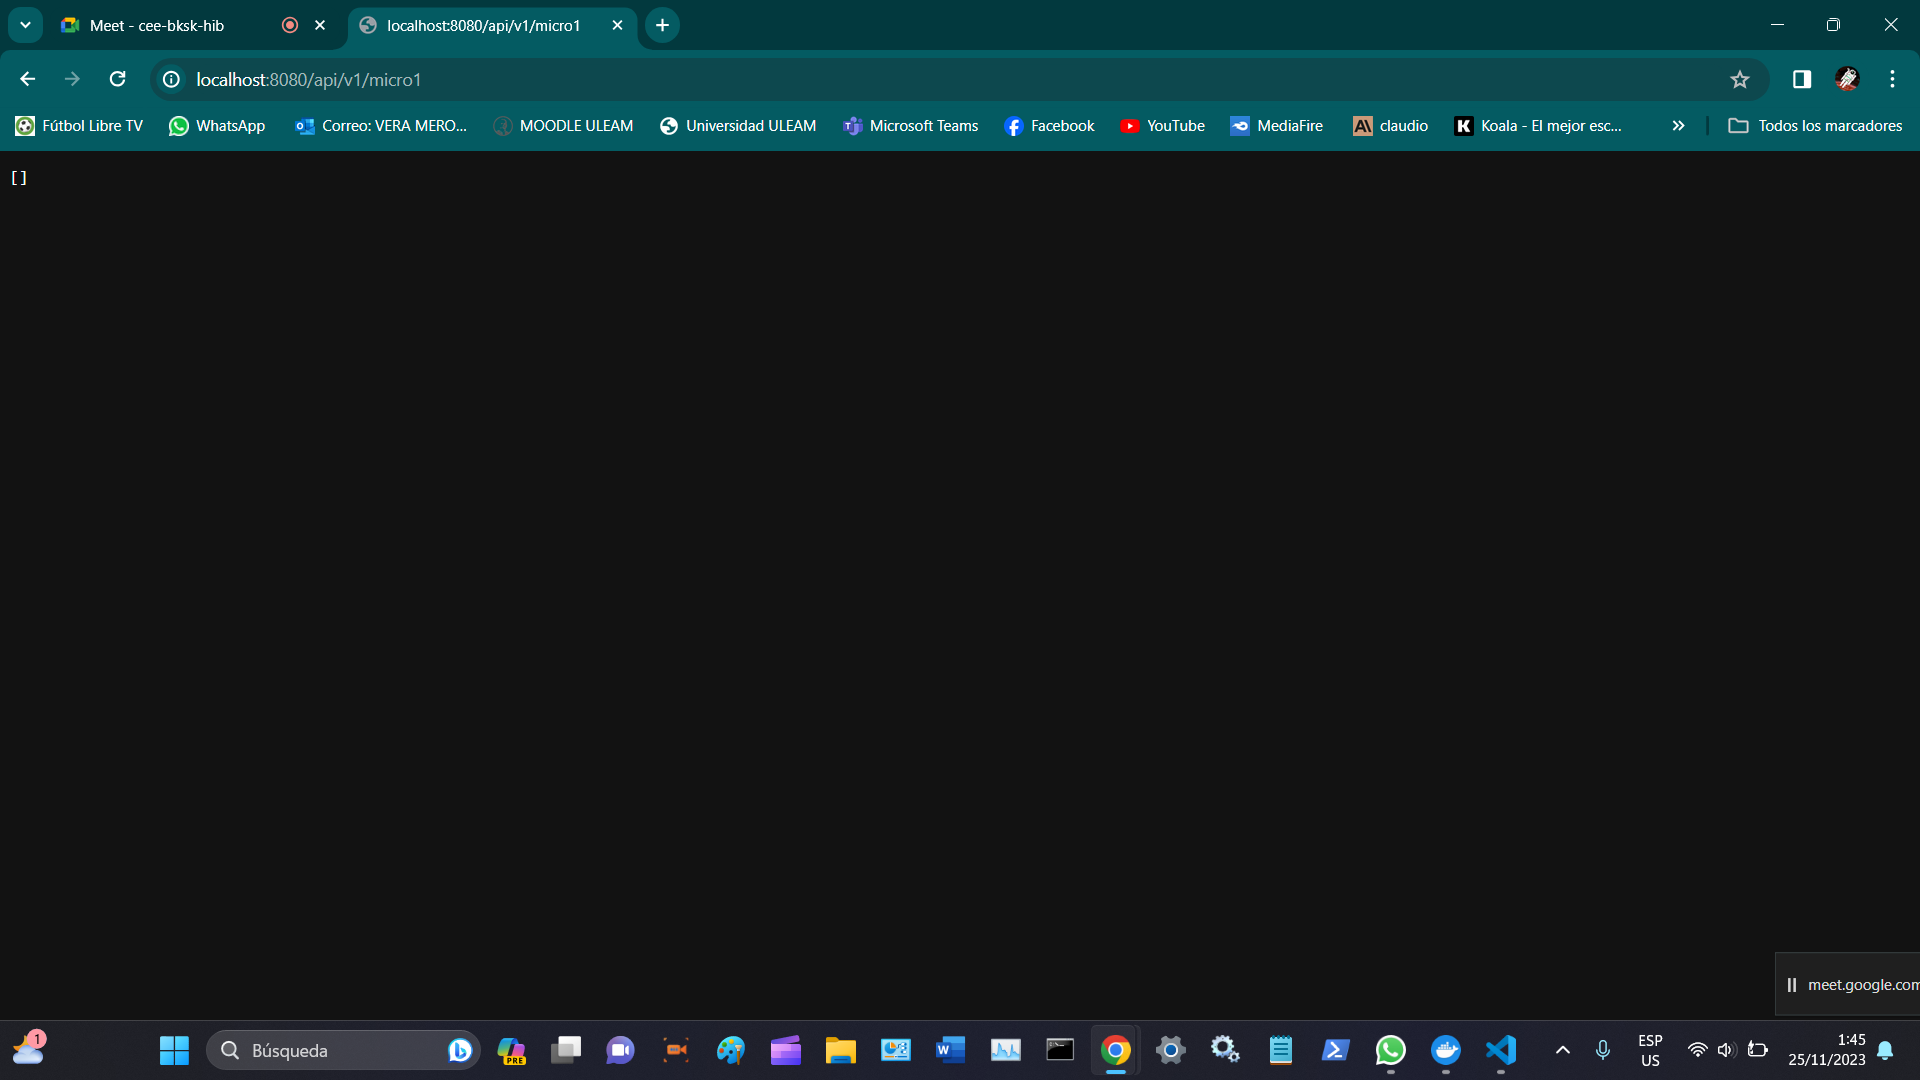 Meet - cee-bksk-hib
localhost:8080/api/v1/micro1
localhost:8080/api/v1/micro1
Fútbol Libre TV
WhatsApp
Correo: VERA MERO...
MOODLE ULEAM
Universidad ULEAM
Microsoft Teams
Facebook
YouTube
MediaFire
claudio
Koala - El mejor esc...
Todos los marcadores
[]
meet.google.com
1
Búsqueda
PRE
ESP
US
1:45
25/11/2023